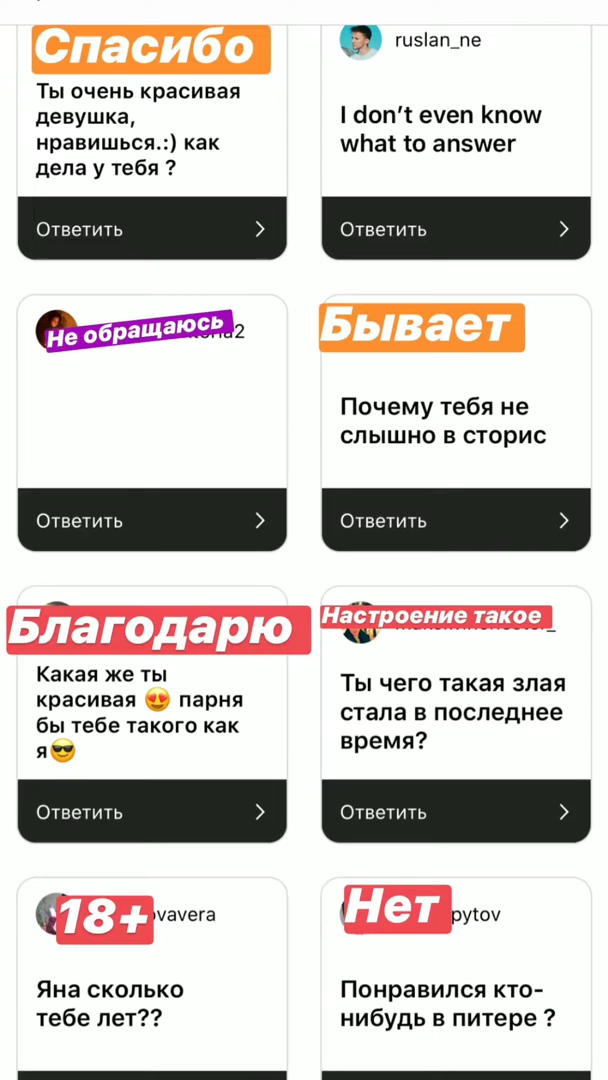 Спасибо
Ты очень красивая
девушка,
нравишься.:) как
дела у тебя ?
Ответить
ruslan_ne
I don’t even know
what to answer
Ответить
Не обращаюсь
Ответить
Бывает
Почему тебя не
слышно в сторис
Ответить
Благодарю
Какая же ты
красивая 😍 парня
бы тебе такого как
я😎
Ответить
Настроение такое
Ты чего такая злая
стала в последнее
время?
Ответить
18+
vavera
Яна сколько
тебе лет??
Нет
pytov
Понравился кто-
нибудь в питере ?